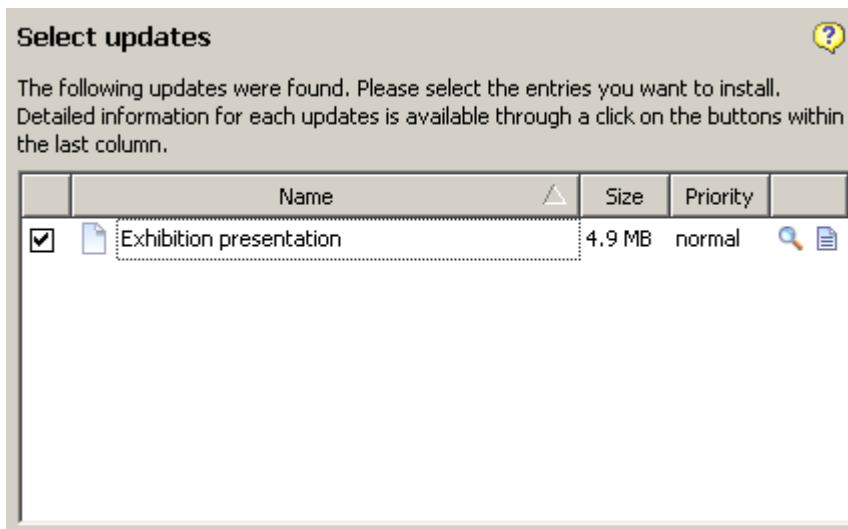 Select updates
The following updates were found. Please select the entries you want to install.
Detailed information for each updates is available through a click on the buttons within
the last column.
Name Size Priority
Exhibition presentation 4.9 MB normal